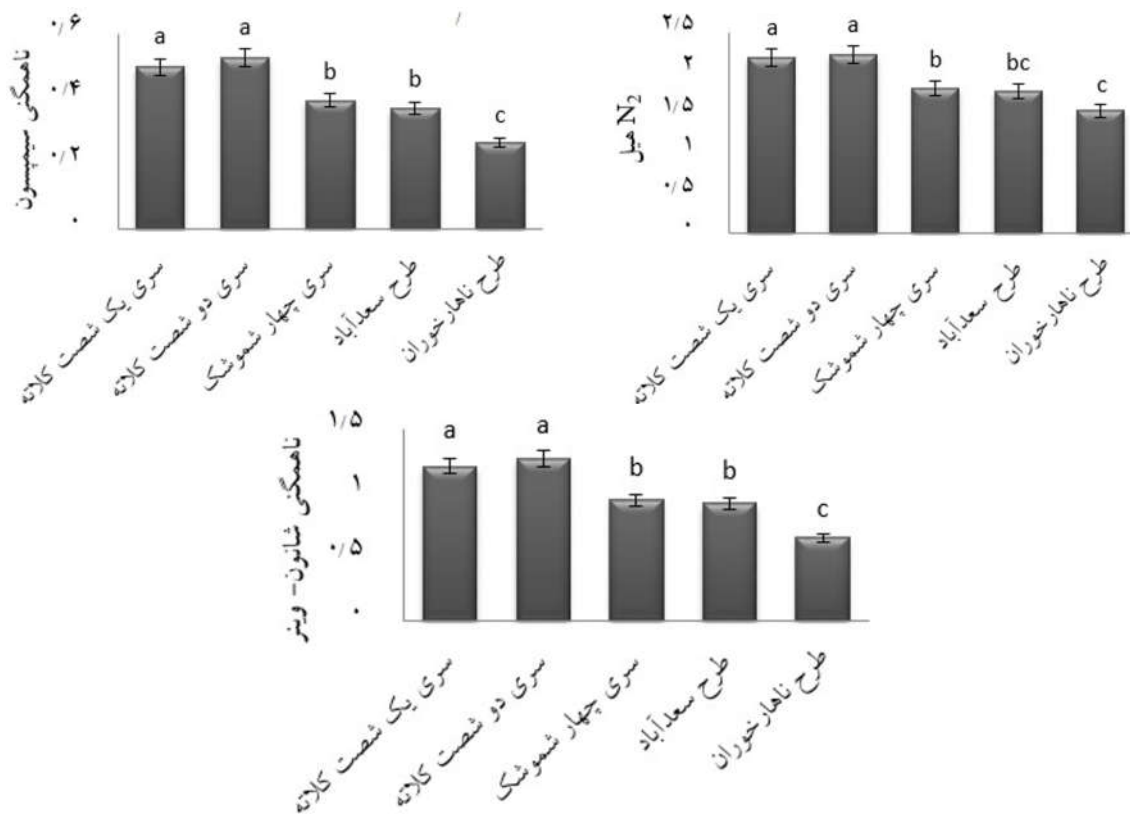 ناهمگنی سیمپسون
۰/۶
۰/۴
۰/۲
۰
a
a
b
b
c
سری یک شصت کلاته
سری دو شصت کلاته
سری چهار شموشک
طرح سعدآباد
طرح ناهارخوران
/
N₂ هیل
۲/۵
۲
۱/۵
۱
۰/۵
۰
a
a
b
bc
c
سری یک شصت کلاته
سری دو شصت کلاته
سری چهار شموشک
طرح سعدآباد
طرح ناهارخوران
ناهمگنی شانون- وینر
۱/۵
۱
۰/۵
۰
a
a
b
b
c
سری یک شصت کلاته
سری دو شصت کلاته
سری چهار شموشک
طرح سعدآباد
طرح ناهارخوران